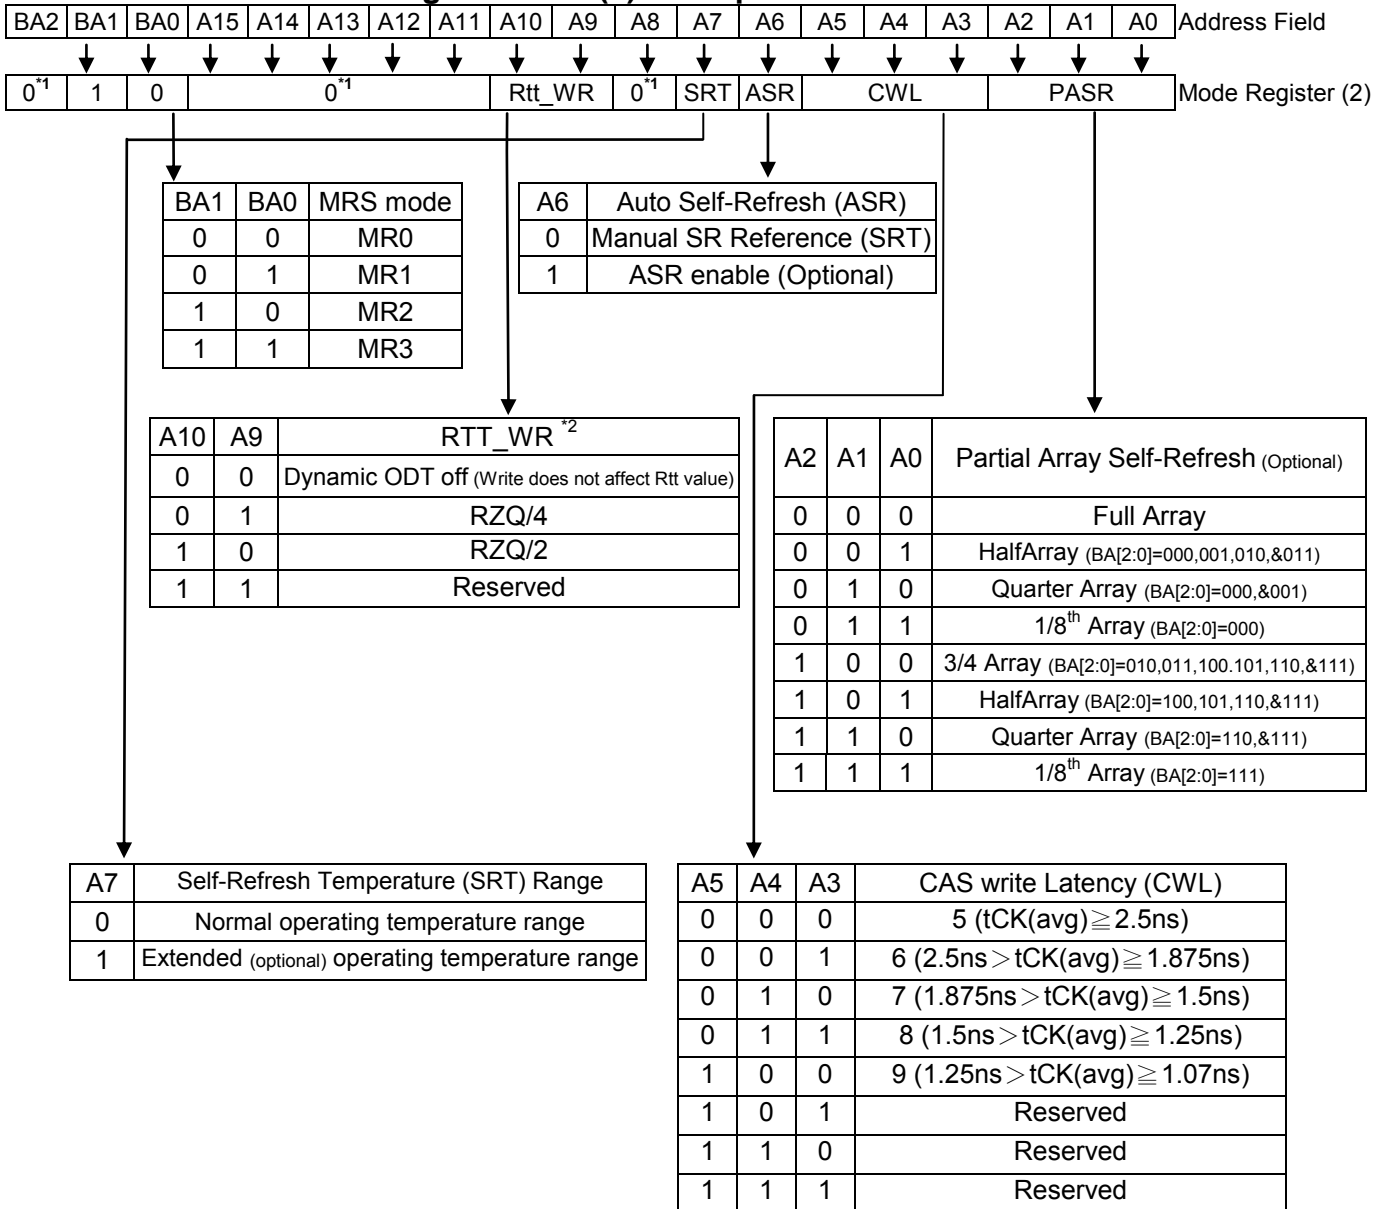 BA2 BA1 BA0 A15 A14 A13 A12 A11 A10 A9 A8 A7 A6 A5 A4 A3 A2 A1 A0 Address Field
0*1 1 0 0*1 Rtt_WR 0*1 SRT ASR CWL PASR Mode Register (2)
BA1 BA0 MRS mode
0 0 MR0
0 1 MR1
1 0 MR2
1 1 MR3
A6 Auto Self-Refresh (ASR)
0 Manual SR Reference (SRT)
1 ASR enable (Optional)
A10 A9 RTT_WR *2
0 0 Dynamic ODT off (Write does not affect Rtt value)
0 1 RZQ/4
1 0 RZQ/2
1 1 Reserved
A2 A1 A0 Partial Array Self-Refresh (Optional)
0 0 0 Full Array
0 0 1 HalfArray (BA[2:0]=000,001,010,&011)
0 1 0 Quarter Array (BA[2:0]=000,&001)
0 1 1 1/8th Array (BA[2:0]=000)
1 0 0 3/4 Array (BA[2:0]=010,011,100.101,110,&111)
1 0 1 HalfArray (BA[2:0]=100,101,110,&111)
1 1 0 Quarter Array (BA[2:0]=110,&111)
1 1 1 1/8th Array (BA[2:0]=111)
A7 Self-Refresh Temperature (SRT) Range
0 Normal operating temperature range
1 Extended (optional) operating temperature range
A5 A4 A3 CAS write Latency (CWL)
0 0 0 5 (tCK(avg)≧2.5ns)
0 0 1 6 (2.5ns>tCK(avg)≧1.875ns)
0 1 0 7 (1.875ns>tCK(avg)≧1.5ns)
0 1 1 8 (1.5ns>tCK(avg)≧1.25ns)
1 0 0 9 (1.25ns>tCK(avg)≧1.07ns)
1 0 1 Reserved
1 1 0 Reserved
1 1 1 Reserved